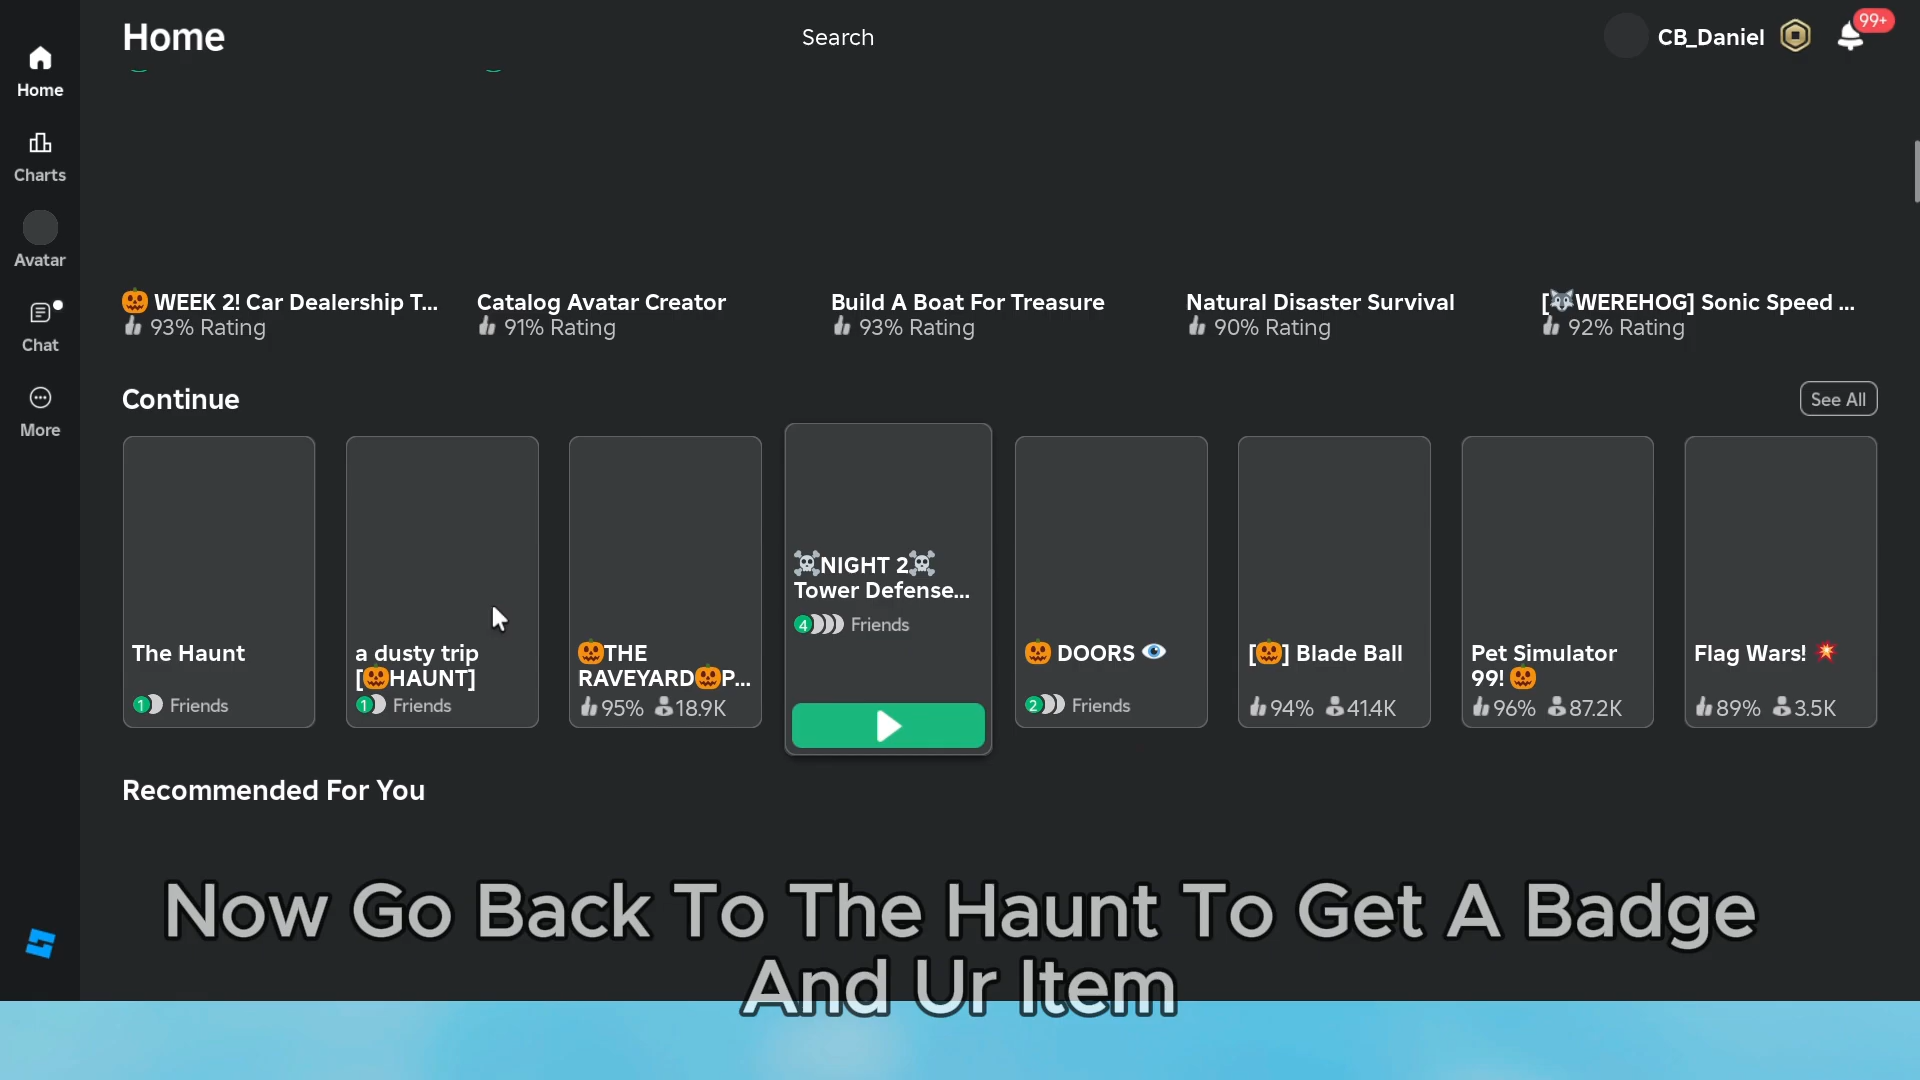 Home
Search
CB_Daniel
99+
Home
Charts
Avatar
Chat
More
🎃 WEEK 2! Car Dealership T...
93% Rating
Catalog Avatar Creator
91% Rating
Build A Boat For Treasure
93% Rating
Natural Disaster Survival
90% Rating
[🐺WEREHOG] Sonic Speed ...
92% Rating
Continue
See All
The Haunt
1 Friends
a dusty trip
[🎃HAUNT]
1 Friends
🎃THE
RAVEYARD🎃P...
95% 18.9K
☠️NIGHT 2☠️
Tower Defense...
4 Friends
🎃 DOORS 👁️
2 Friends
[🎃] Blade Ball
94% 41.4K
Pet Simulator
99! 🎃
96% 87.2K
Flag Wars! 💥
89% 3.5K
Recommended For You
Now Go Back To The Haunt To Get A Badge
And Ur Item